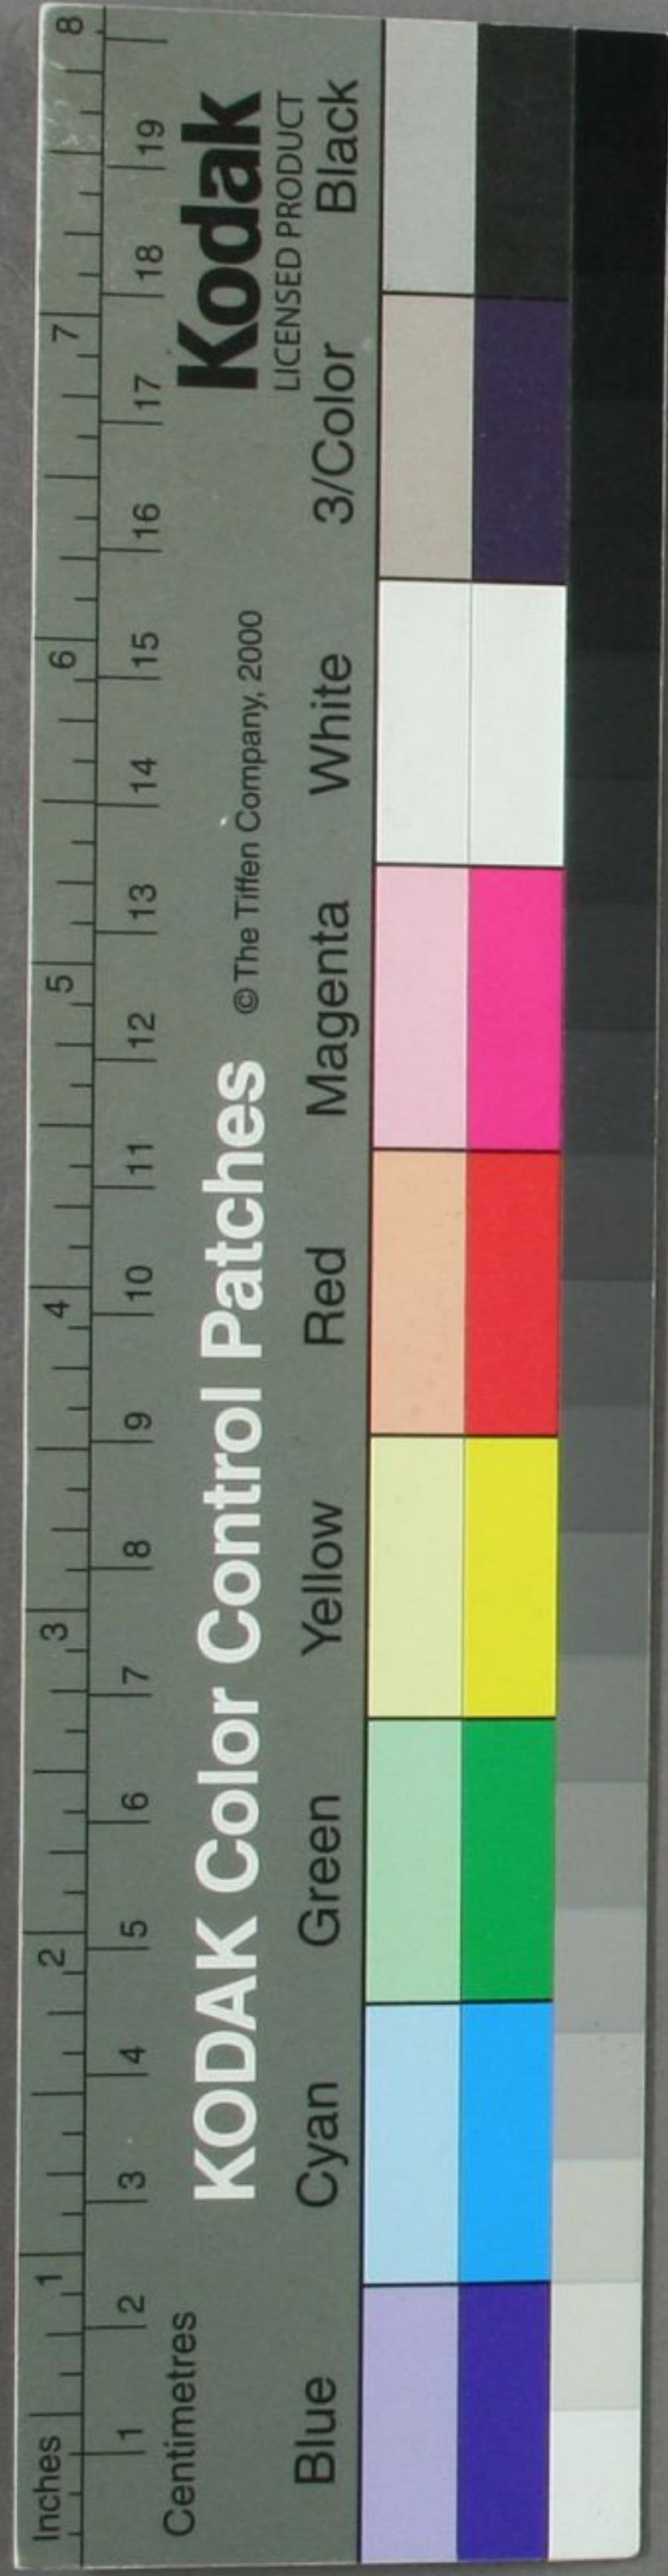 Inches 1 2 3 4 5 6 7 8
1 2 3 4 5 6 7 8 9 10 11 12 13 14 15 16 17 18 19
Centimetres
KODAK Color Control Patches © The Tiffen Company, 2000 Kodak
LICENSED PRODUCT
Blue Cyan Green Yellow Red Magenta White 3/Color Black